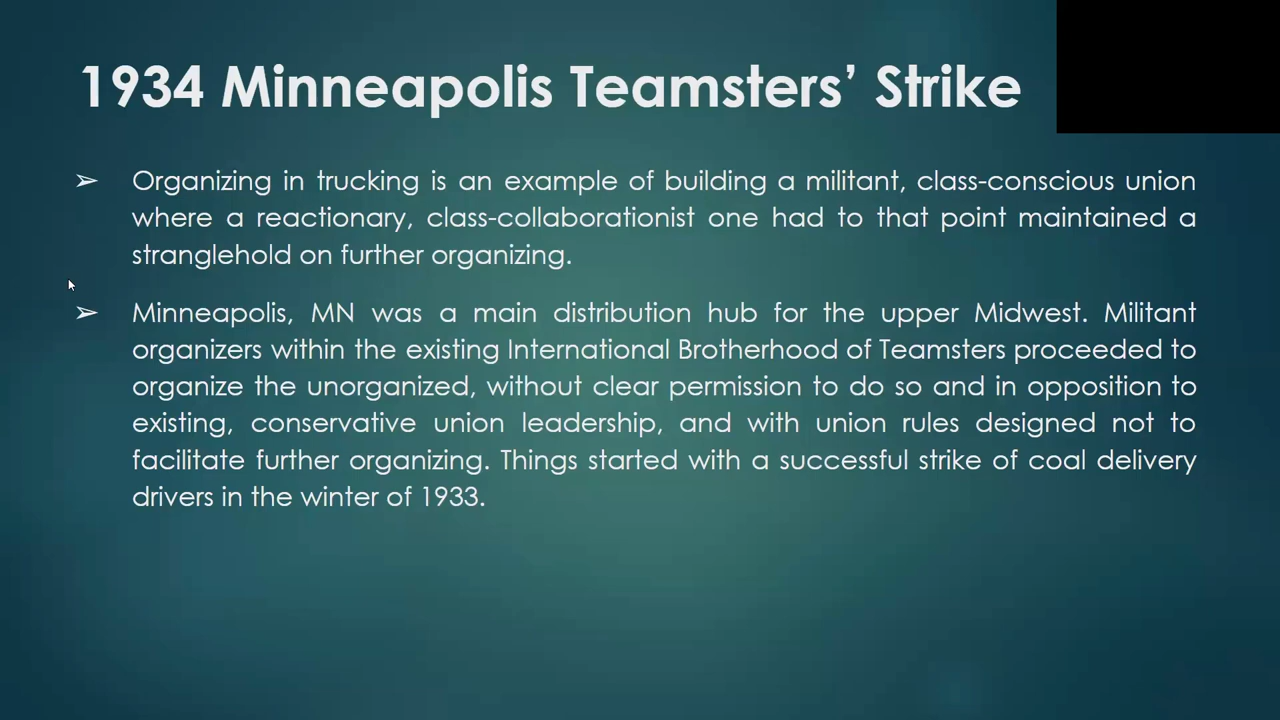 1934 Minneapolis Teamsters’ Strike
➢ Organizing in trucking is an example of building a militant, class-conscious union
where a reactionary, class-collaborationist one had to that point maintained a
stranglehold on further organizing.
➢ Minneapolis, MN was a main distribution hub for the upper Midwest. Militant
organizers within the existing International Brotherhood of Teamsters proceeded to
organize the unorganized, without clear permission to do so and in opposition to
existing, conservative union leadership, and with union rules designed not to
facilitate further organizing. Things started with a successful strike of coal delivery
drivers in the winter of 1933.